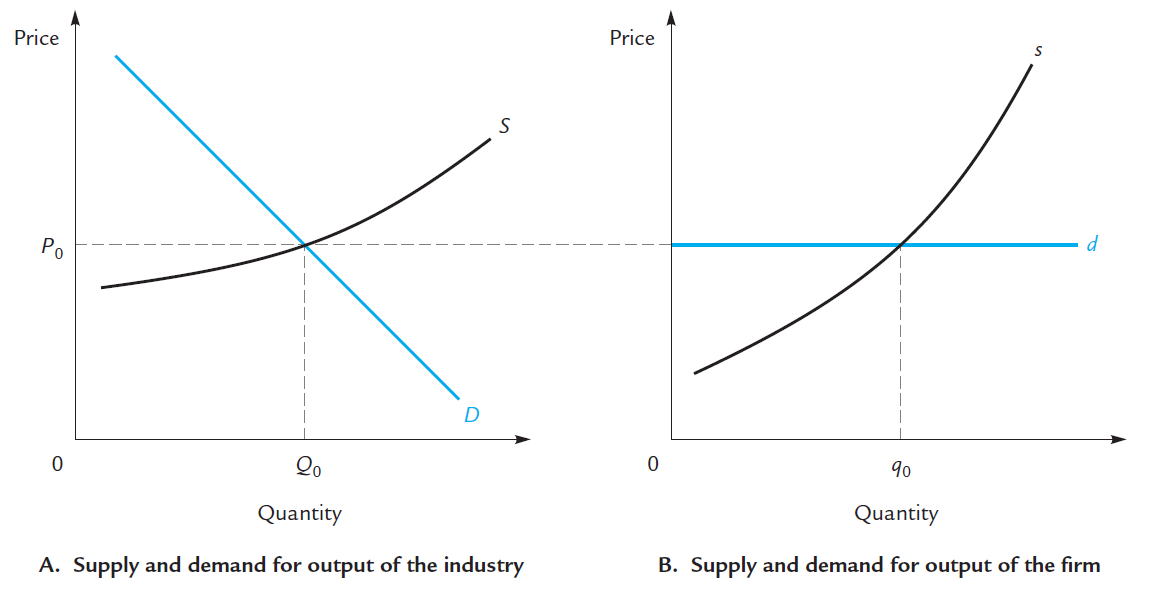 Price
S
P0
D
0
Q0
Quantity
A. Supply and demand for output of the industry
Price
s
d
0
q0
Quantity
B. Supply and demand for output of the firm